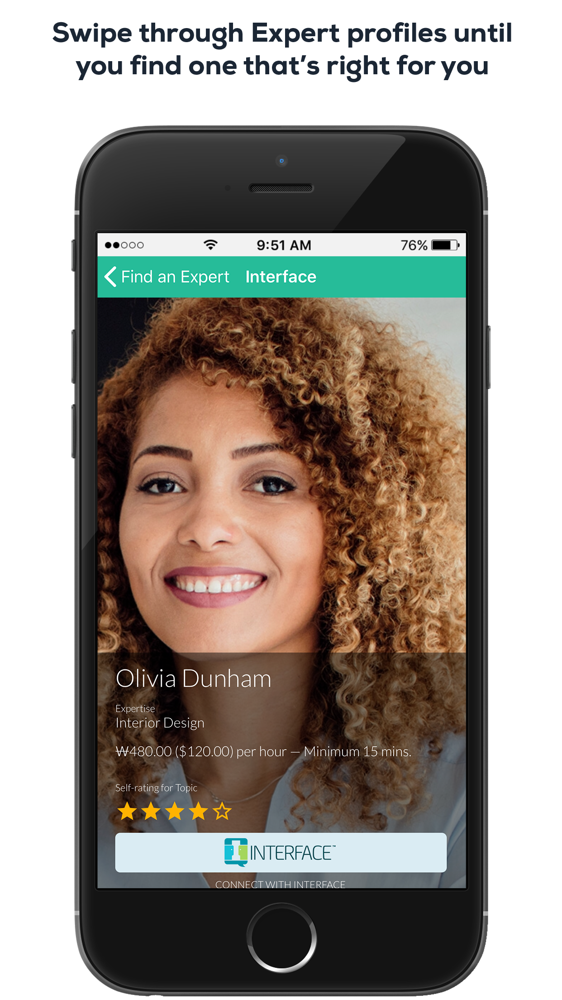 Swipe through Expert profiles until
you find one that’s right for you
9:51 AM
76%
Find an Expert Interface
Olivia Dunham
Expertise
Interior Design
₩480.00 ($120.00) per hour — Minimum 15 mins.
Self-rating for Topic
INTERFACE™
CONNECT WITH INTERFACE